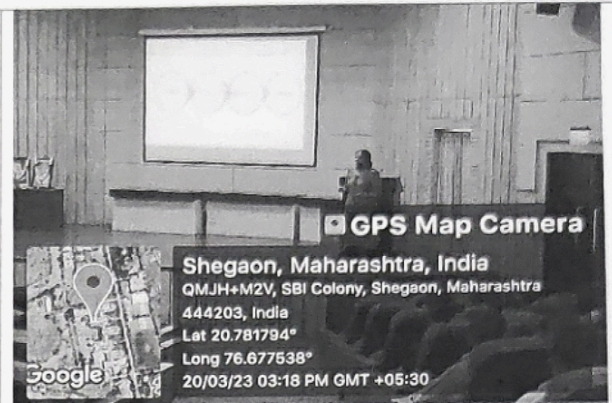 GPS Map Camera
Shegaon, Maharashtra, India
QMJH+M2V, SBI Colony, Shegaon, Maharashtra
444203, India
Lat 20.781794°
Long 76.677538°
20/03/23 03:18 PM GMT +05:30
Google